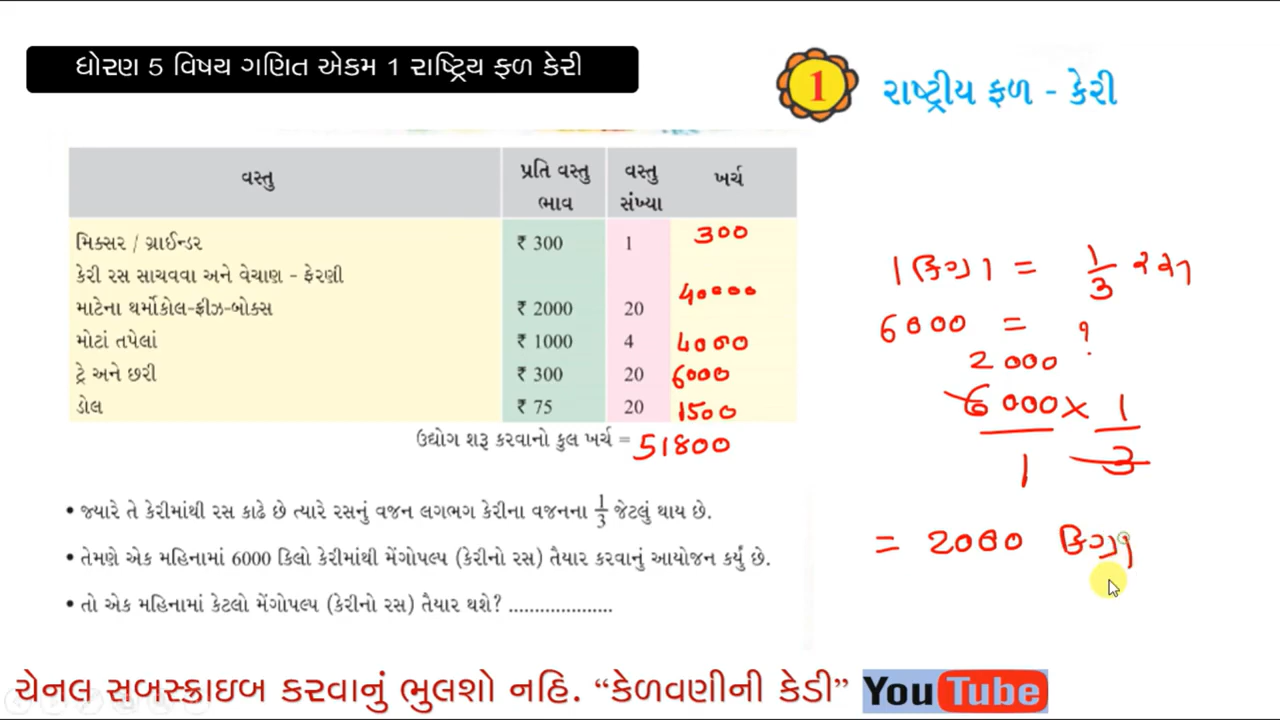 ધોરણ 5 વિષય ગણિત એકમ 1 રાષ્ટ્રિય ફળ કેરી
1 રાષ્ટ્રીય ફળ - કેરી
વસ્તુ પ્રતિ વસ્તુ ભાવ વસ્તુ સંખ્યા ખર્ચ
મિક્સર / ગ્રાઈન્ડર ₹ 300 1 300
કેરી રસ સાચવવા અને વેચાણ - ફેરણી
માટેના થર્મોકોલ-ફ્રીઝ-બોક્સ ₹ 2000 20 40000
મોટાં તપેલાં ₹ 1000 4 4000
ટ્રે અને છરી ₹ 300 20 6000
ડોલ ₹ 75 20 1500
ઉદ્યોગ શરૂ કરવાનો કુલ ખર્ચ = 51800
• જ્યારે તે કેરીમાંથી રસ કાઢે છે ત્યારે રસનું વજન લગભગ કેરીના વજનના 1/3 જેટલું થાય છે.
• તેમણે એક મહિનામાં 6000 કિલો કેરીમાંથી મેંગોપલ્પ (કેરીનો રસ) તૈયાર કરવાનું આયોજન કર્યું છે.
• તો એક મહિનામાં કેટલો મેંગોપલ્પ (કેરીનો રસ) તૈયાર થશે? ....................
1 કિગ્રા = 1/3 રસ
6000 = ?
2000
6000 × 1
1 3
= 2000 કિગ્રા
ચેનલ સબસ્ક્રાઇબ કરવાનું ભુલશો નહિ. “કેળવણીની કેડી” YouTube